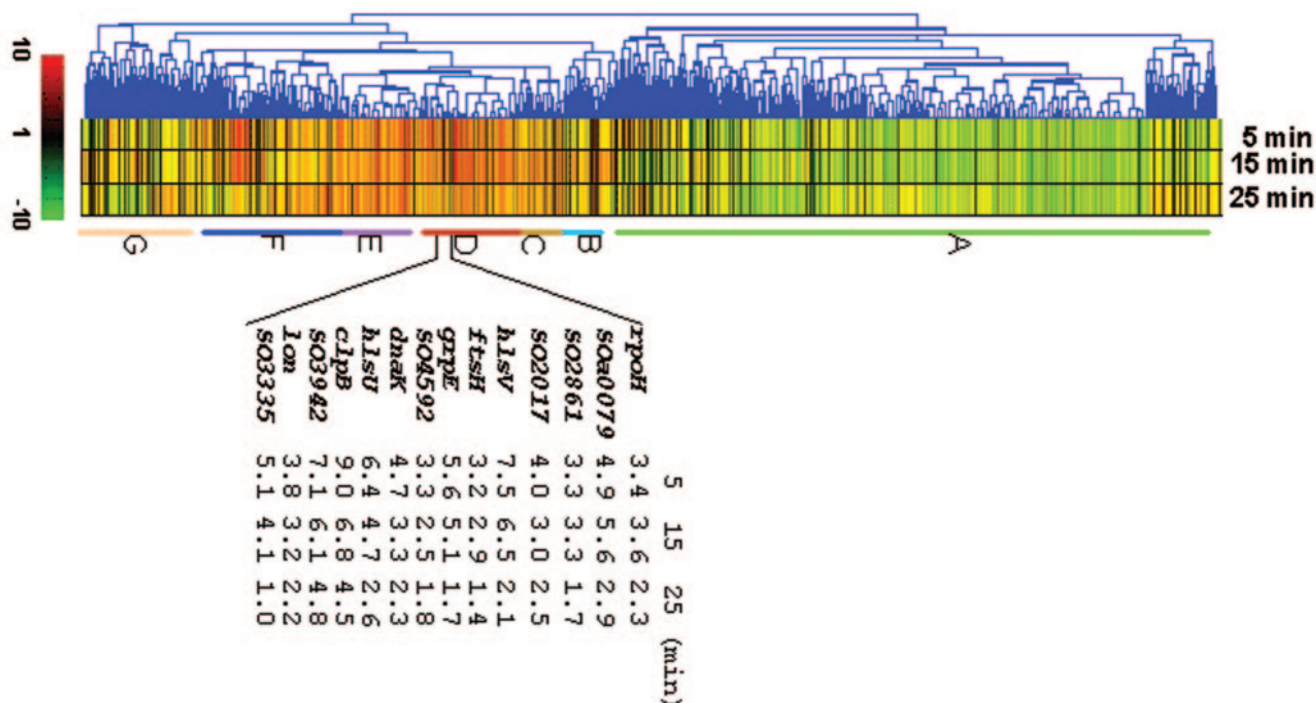 10
1
-10
5 min
15 min
25 min
G
F
E
D
C
B
A
5 15 25 (min)
rpoH 3.4 3.6 2.3
SOa0079 4.9 5.6 2.9
SO2861 3.3 3.3 1.7
SO2017 4.0 3.0 2.5
hlsV 7.5 6.5 2.1
ftsH 3.2 2.9 1.4
grpE 5.6 5.1 1.7
SO4592 3.3 2.5 1.8
dnaK 4.7 3.3 2.3
hlsU 6.4 4.7 2.6
clpB 9.0 6.8 4.5
SO3942 7.1 6.1 4.8
lon 3.8 3.2 2.2
SO3335 5.1 4.1 1.0